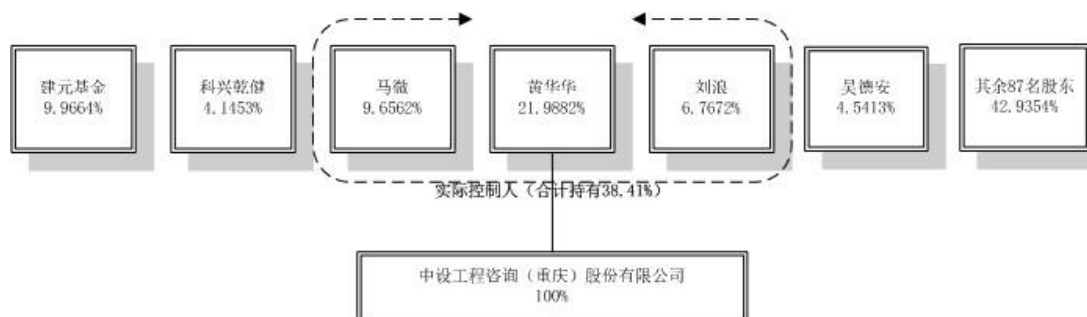 建元基金
9.9664%
科兴乾健
4.1453%
马微
9.6562%
黄华华
21.9882%
刘浪
6.7672%
吴德安
4.5413%
其余87名股东
42.9354%
实际控制人（合计持有38.41%）
中设工程咨询（重庆）股份有限公司
100%